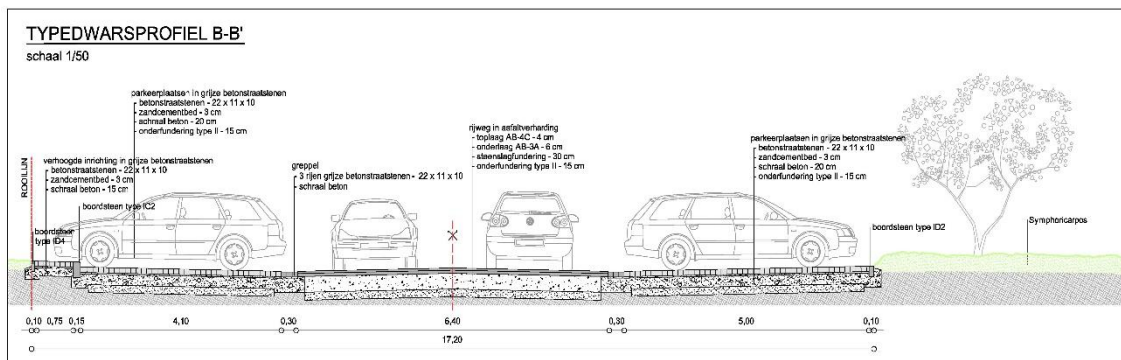 TYPEDWARSPROFIEL B-B'
schaal 1/50
parkeerplaatsen in grijze betonstraatstenen
betonstraatstenen - 22 x 11 x 10
zandcementbed - 3 cm
schraal beton - 20 cm
onderfundering type II - 15 cm
ROOILIJN
verhoogde inrichting in grijze betonstraatstenen
betonstraatstenen - 22 x 11 x 10
zandcementbed - 3 cm
schraal beton - 15 cm
boordsteen type IC2
boordsteen
type ID4
greppel
3 rijen grijze betonstraatstenen - 22 x 11 x 10
schraal beton
rijweg in asfaltverharding
toplaag AB-4C - 4 cm
onderlaag AB-3A - 6 cm
steenslagfundering - 30 cm
onderfundering type II - 15 cm
parkeerplaatsen in grijze betonstraatstenen
betonstraatstenen - 22 x 11 x 10
zandcementbed - 3 cm
schraal beton - 20 cm
onderfundering type II - 15 cm
boordsteen type ID2
Symphoricarpos
0,10 0,75 0,15 4,10 0,30 6,40 0,30 5,00 0,10
17,20